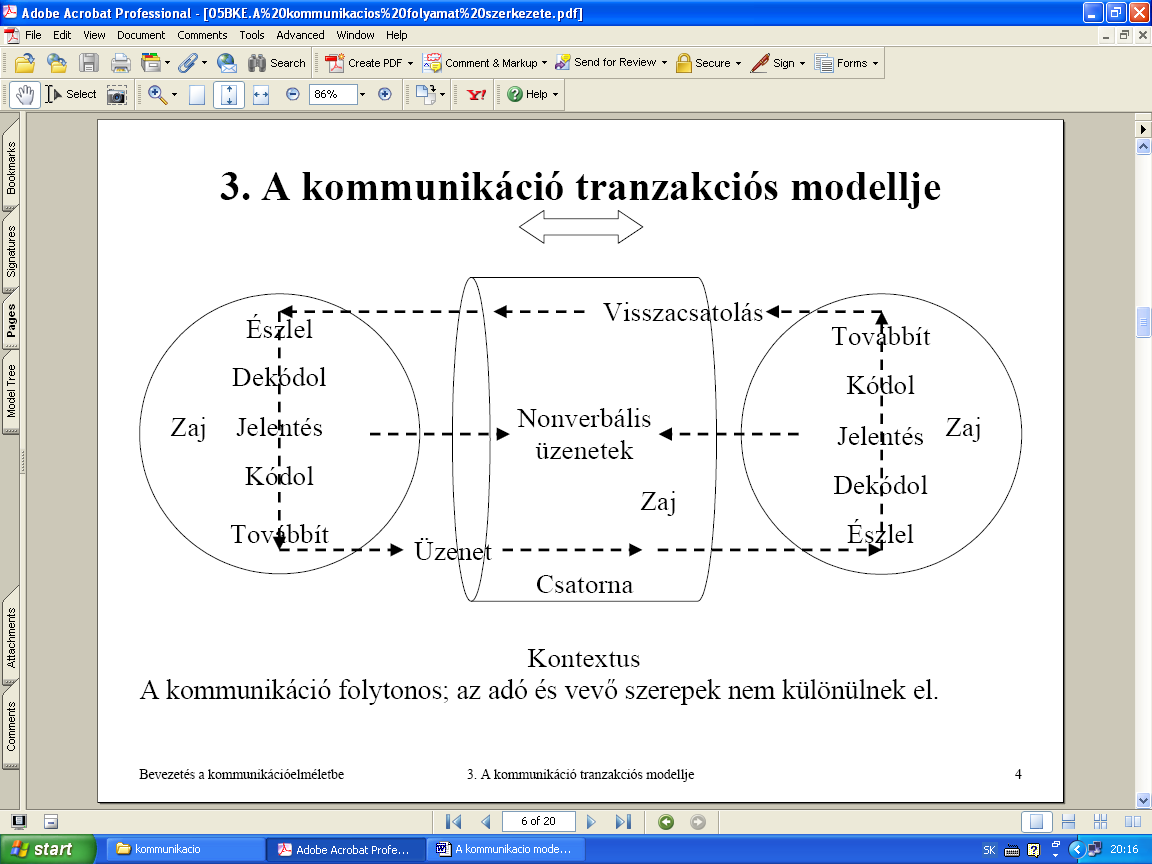 Adobe Acrobat Professional - [05BKE.A%20kommunikacios%20folyamat%20szerkezete.pdf]
File Edit View Document Comments Tools Advanced Window Help
Search Create PDF Comment & Markup Send for Review Secure Sign Forms
Select 86% Y! Help
Bookmarks
Signatures
Pages
Model Tree
Attachments
Comments
3. A kommunikáció tranzakciós modellje
Visszacsatolás
Észlel
Dekódol
Zaj Jelentés
Kódol
Továbbít
Nonverbális
üzenetek
Zaj
Üzenet
Csatorna
Továbbít
Kódol
Jelentés Zaj
Dekódol
Észlel
Kontextus
A kommunikáció folytonos; az adó és vevő szerepek nem különülnek el.
Bevezetés a kommunikációelméletbe 3. A kommunikáció tranzakciós modellje 4
6 of 20
start kommunikacio Adobe Acrobat Profe... A kommunikacio mode... SK 20:16